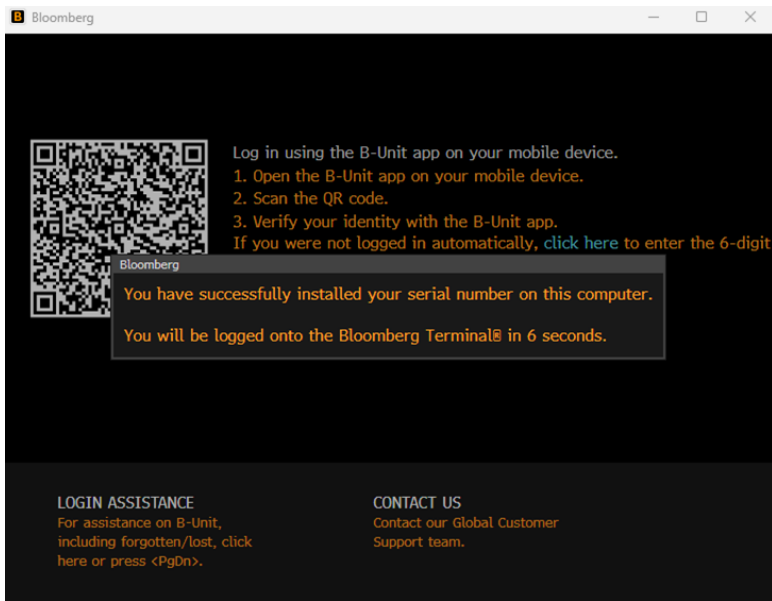 B Bloomberg
Log in using the B-Unit app on your mobile device.
1. Open the B-Unit app on your mobile device.
2. Scan the QR code.
3. Verify your identity with the B-Unit app.
If you were not logged in automatically, click here to enter the 6-digit
Bloomberg
You have successfully installed your serial number on this computer.
You will be logged onto the Bloomberg Terminal® in 6 seconds.
LOGIN ASSISTANCE
For assistance on B-Unit,
including forgotten/lost, click
here or press <PgDn>.
CONTACT US
Contact our Global Customer
Support team.